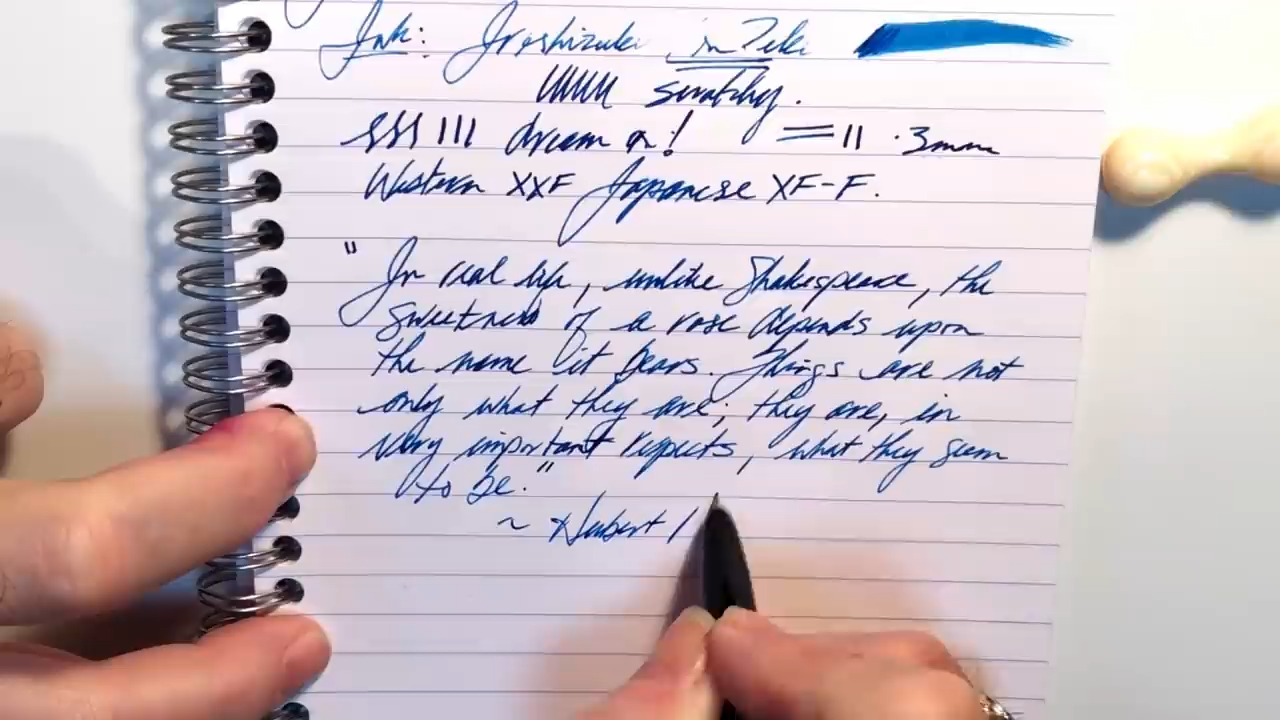 Ink: Iroshizuku
scratchy.
dream on! .3mm
Western XXF Japanese XF-F.
"In real life, unlike Shakespeare, the
sweetness of a rose depends upon
the name it bears. Things are not
only what they are; they are, in
very important respects, what they seem
to be."
~ Hubert